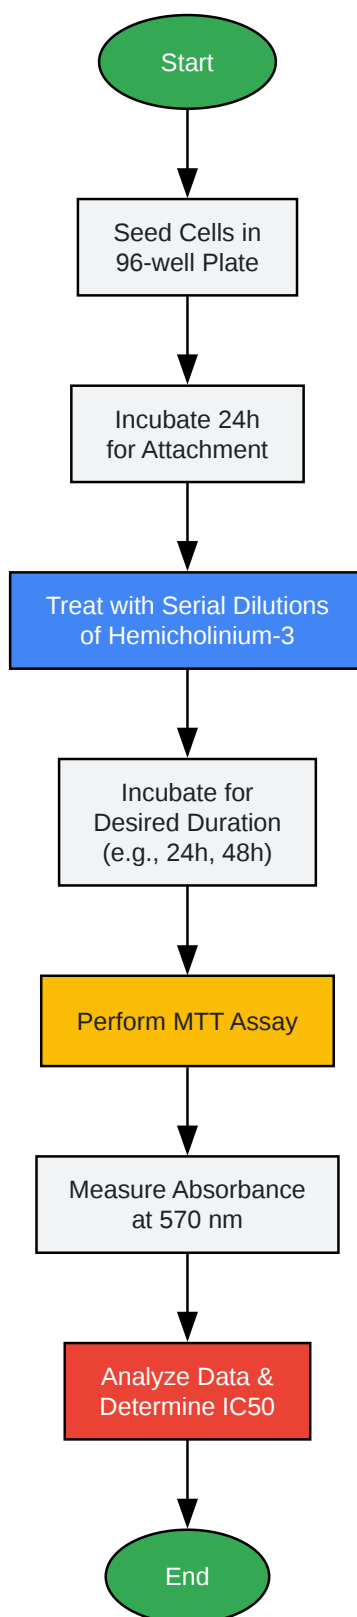 Start
Seed Cells in
96-well Plate
Incubate 24h
for Attachment
Treat with Serial Dilutions
of Hemicholinium-3
Incubate for
Desired Duration
(e.g., 24h, 48h)
Perform MTT Assay
Measure Absorbance
at 570 nm
Analyze Data &
Determine IC50
End